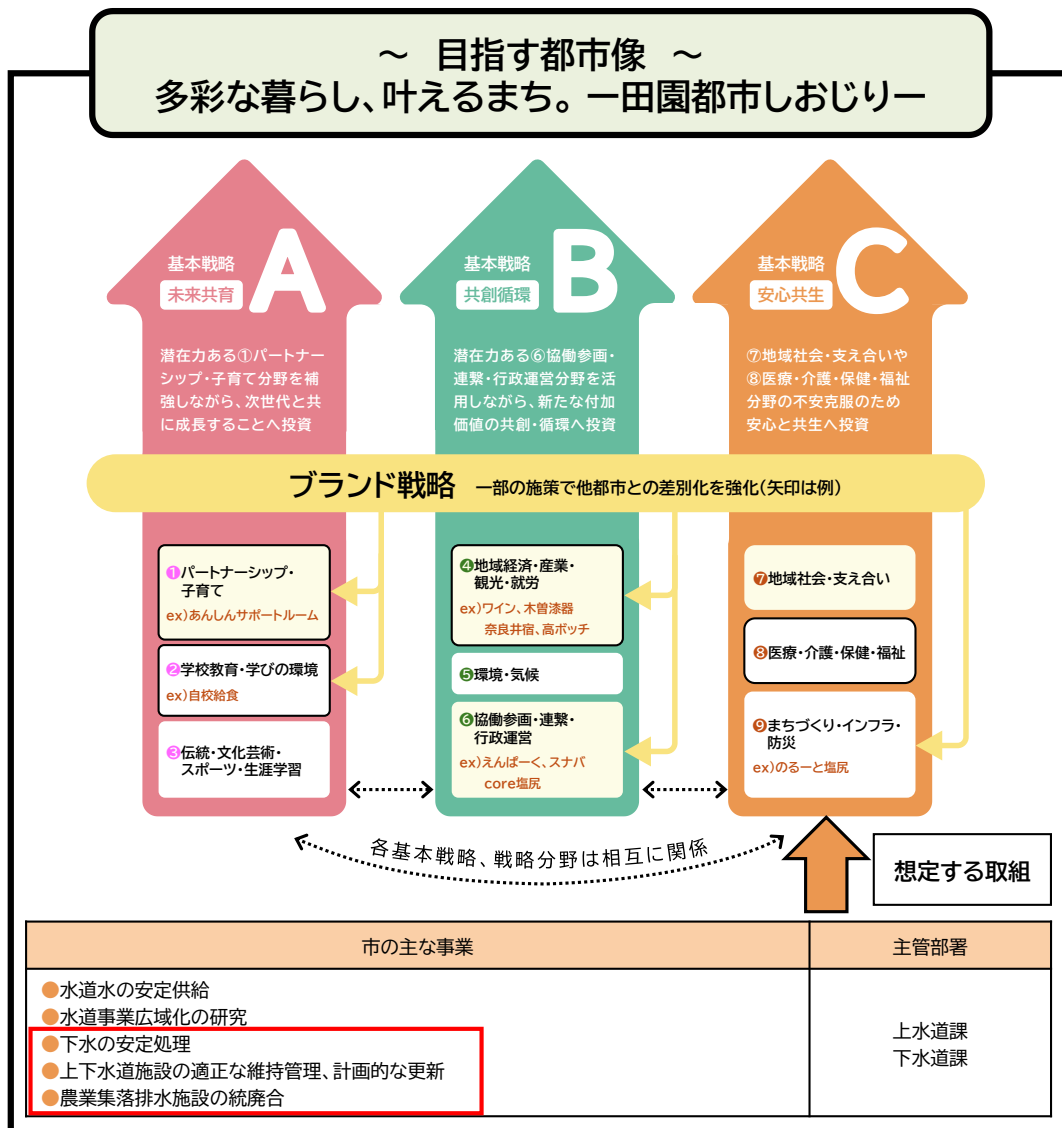 ～ 目指す都市像 ～
多彩な暮らし、叶えるまち。ー田園都市しおじりー
基本戦略
未来共育
A
潜在力ある①パートナー
シップ・子育て分野を補
強しながら、次世代と共
に成長することへ投資
基本戦略
共創循環
B
潜在力ある⑥協働参画・
連繋・行政運営分野を活
用しながら、新たな付加
価値の共創・循環へ投資
基本戦略
安心共生
C
⑦地域社会・支え合いや
⑧医療・介護・保健・福祉
分野の不安克服のため
安心と共生へ投資
ブランド戦略 一部の施策で他都市との差別化を強化(矢印は例)
❶パートナーシップ・
子育て
ex)あんしんサポートルーム
❷学校教育・学びの環境
ex)自校給食
❸伝統・文化芸術・
スポーツ・生涯学習
❹地域経済・産業・
観光・就労
ex)ワイン、木曽漆器
奈良井宿、高ボッチ
❺環境・気候
❻協働参画・連繋・
行政運営
ex)えんぱーく、スナバ
core塩尻
❼地域社会・支え合い
❽医療・介護・保健・福祉
❾まちづくり・インフラ・
防災
ex)のるーと塩尻
各基本戦略、戦略分野は相互に関係
想定する取組
市の主な事業
主管部署
●水道水の安定供給
●水道事業広域化の研究
●下水の安定処理
●上下水道施設の適正な維持管理、計画的な更新
●農業集落排水施設の統廃合
上水道課
下水道課